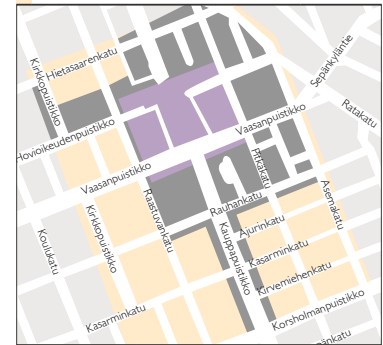 Kirkkopuistikko
Hietasaarenkatu
Sepänkyläntie
Ratakatu
Hovioikeudenpuistikko
Vaasanpuistikko
Pitkäkatu
Vaasanpuistikko
Asemakatu
Raastuvankatu
Rauhankatu
Kirkkopuistikko
Kauppapuistikko
Ajurinkatu
Koulukatu
Kasarminkatu
Kirvesmiehenkatu
Kasarminkatu
Korsholmanpuistikko